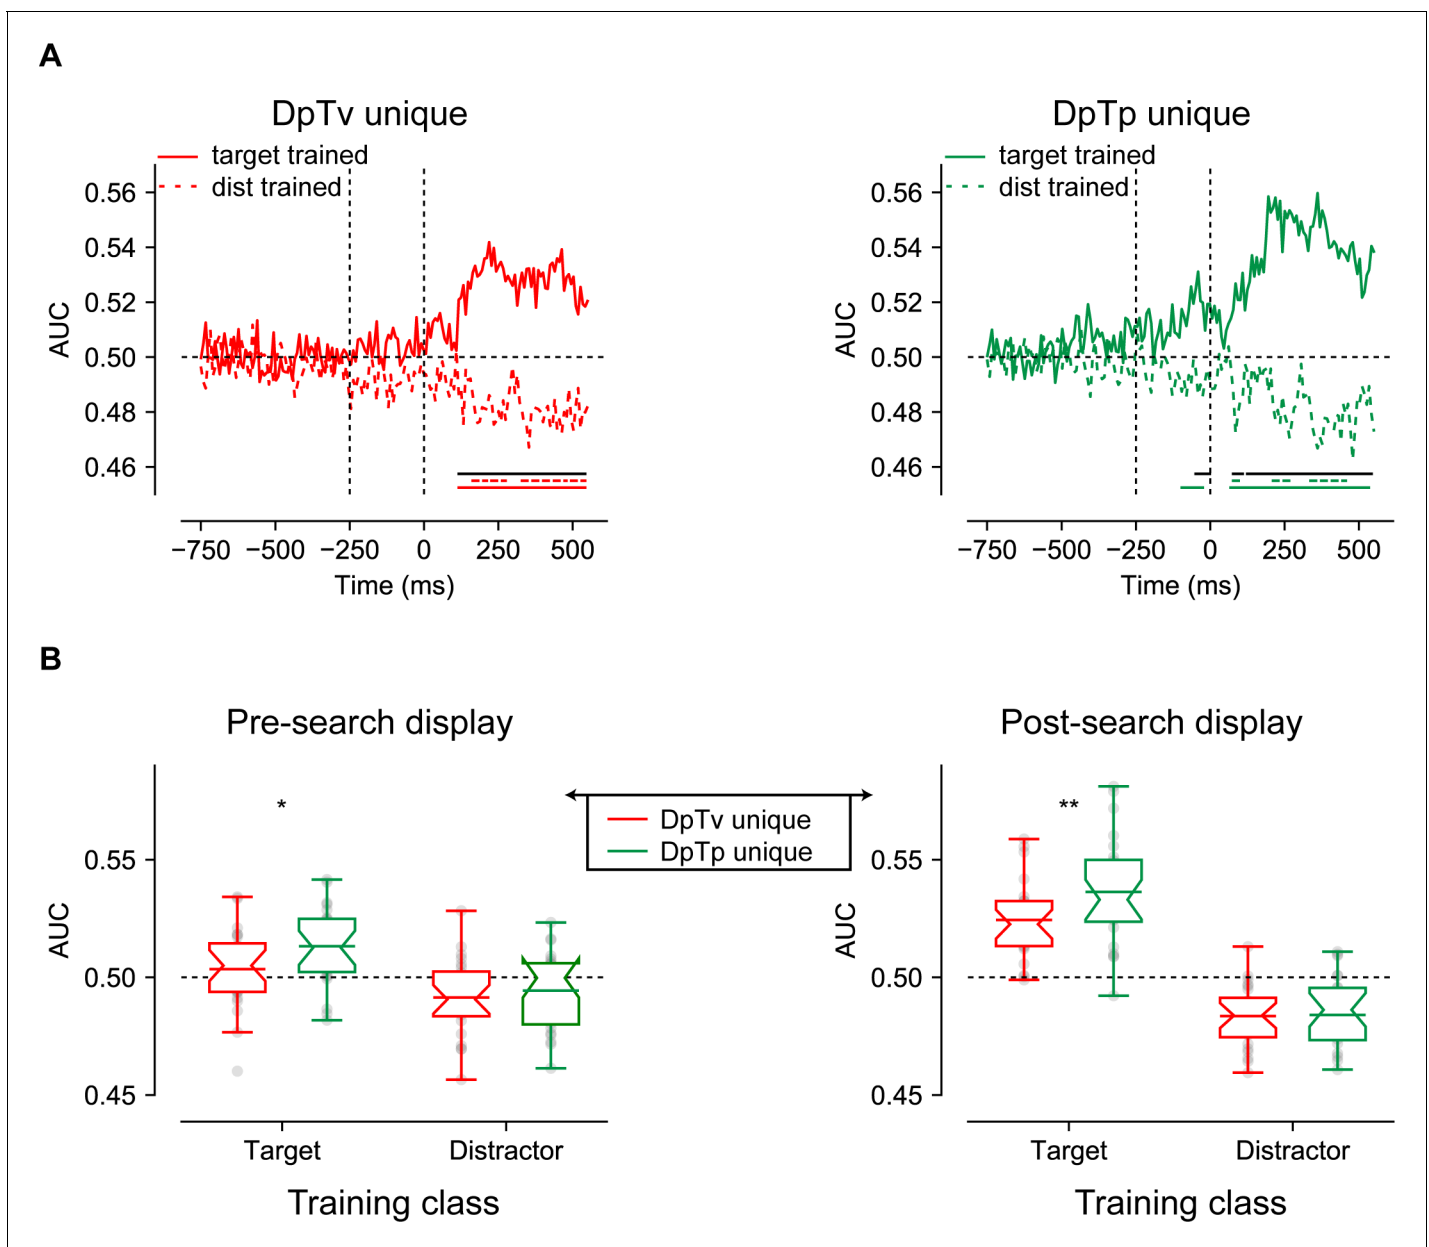 A
DpTv unique
target trained
dist trained
0.56
0.54
0.52
0.50
0.48
0.46
AUC
−750 −500 −250 0 250 500
Time (ms)
DpTp unique
target trained
dist trained
0.56
0.54
0.52
0.50
0.48
0.46
AUC
−750 −500 −250 0 250 500
Time (ms)
B
Pre-search display
*
0.55
0.50
0.45
AUC
Target Distractor
Training class
DpTv unique
DpTp unique
Post-search display
**
0.55
0.50
0.45
AUC
Target Distractor
Training class